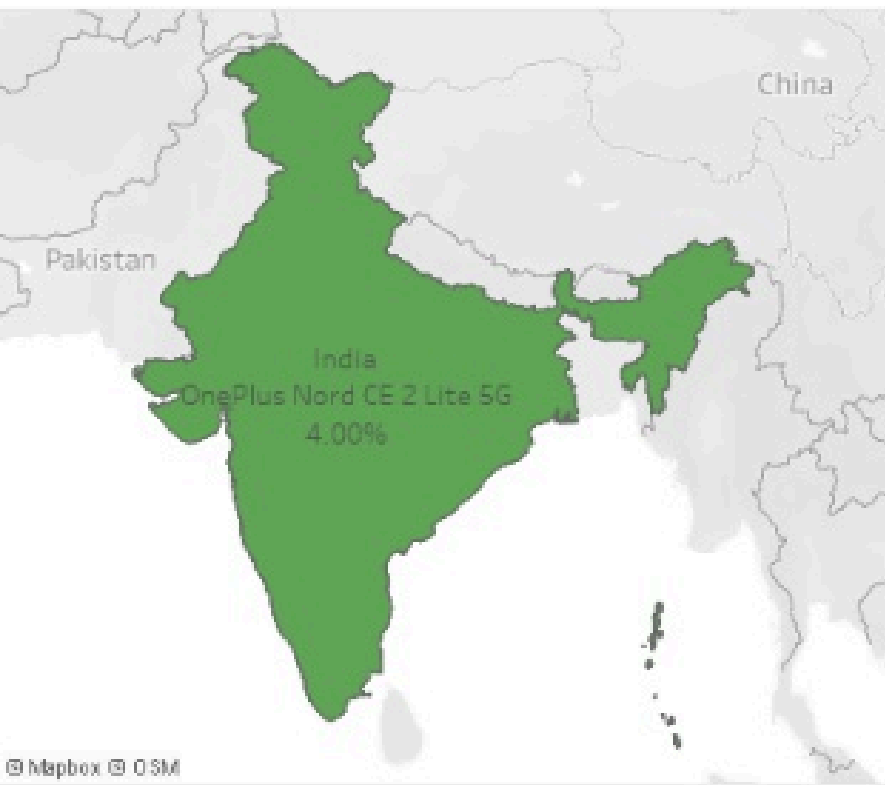 China
Pakistan
India
OnePlus Nord CE 2 Lite 5G
4.00%
© Mapbox © OSM